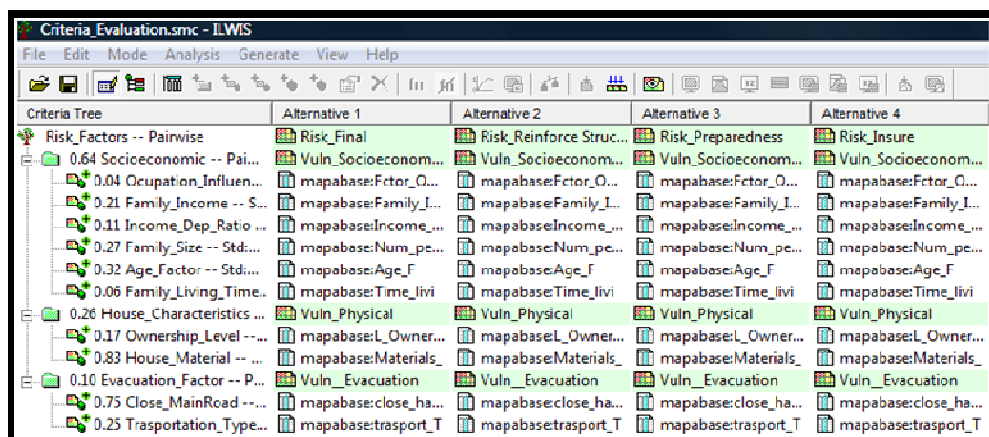 Criteria_Evaluation.smc - ILWIS
File Edit Mode Analysis Generate View Help
Criteria Tree Alternative 1 Alternative 2 Alternative 3 Alternative 4
Risk_Factors -- Pairwise Risk_Final Risk_Reinforce Struc... Risk_Preparedness Risk_Insure
0.64 Socioeconomic -- Pai... Vuln_Socioeconom... Vuln_Socioeconom... Vuln_Socioeconom... Vuln_Socioeconom...
0.04 Ocupation_Influen... mapabase:Fctor_O... mapabase:Fctor_O... mapabase:Fctor_O... mapabase:Fctor_O...
0.21 Family_Income -- S... mapabase:Family_I... mapabase:Family_I... mapabase:Family_I... mapabase:Family_I...
0.11 Income_Dep_Ratio ... mapabase:Income_... mapabase:Income_... mapabase:Income_... mapabase:Income_...
0.27 Family_Size -- Std:... mapabase:Num_pe... mapabase:Num_pe... mapabase:Num_pe... mapabase:Num_pe...
0.32 Age_Factor -- Std:... mapabase:Age_F mapabase:Age_F mapabase:Age_F mapabase:Age_F
0.06 Family_Living_Time... mapabase:Time_livi mapabase:Time_livi mapabase:Time_livi mapabase:Time_livi
0.26 House_Characteristics ... Vuln_Physical Vuln_Physical Vuln_Physical Vuln_Physical
0.17 Ownership_Level --... mapabase:L_Owner... mapabase:L_Owner... mapabase:L_Owner... mapabase:L_Owner...
0.83 House_Material -- ... mapabase:Materials_ mapabase:Materials_ mapabase:Materials_ mapabase:Materials_
0.10 Evacuation_Factor -- P... Vuln__Evacuation Vuln__Evacuation Vuln__Evacuation Vuln__Evacuation
0.75 Close_MainRoad --... mapabase:close_ha... mapabase:close_ha... mapabase:close_ha... mapabase:close_ha...
0.25 Trasportation_Type... mapabase:trasport_T mapabase:trasport_T mapabase:trasport_T mapabase:trasport_T